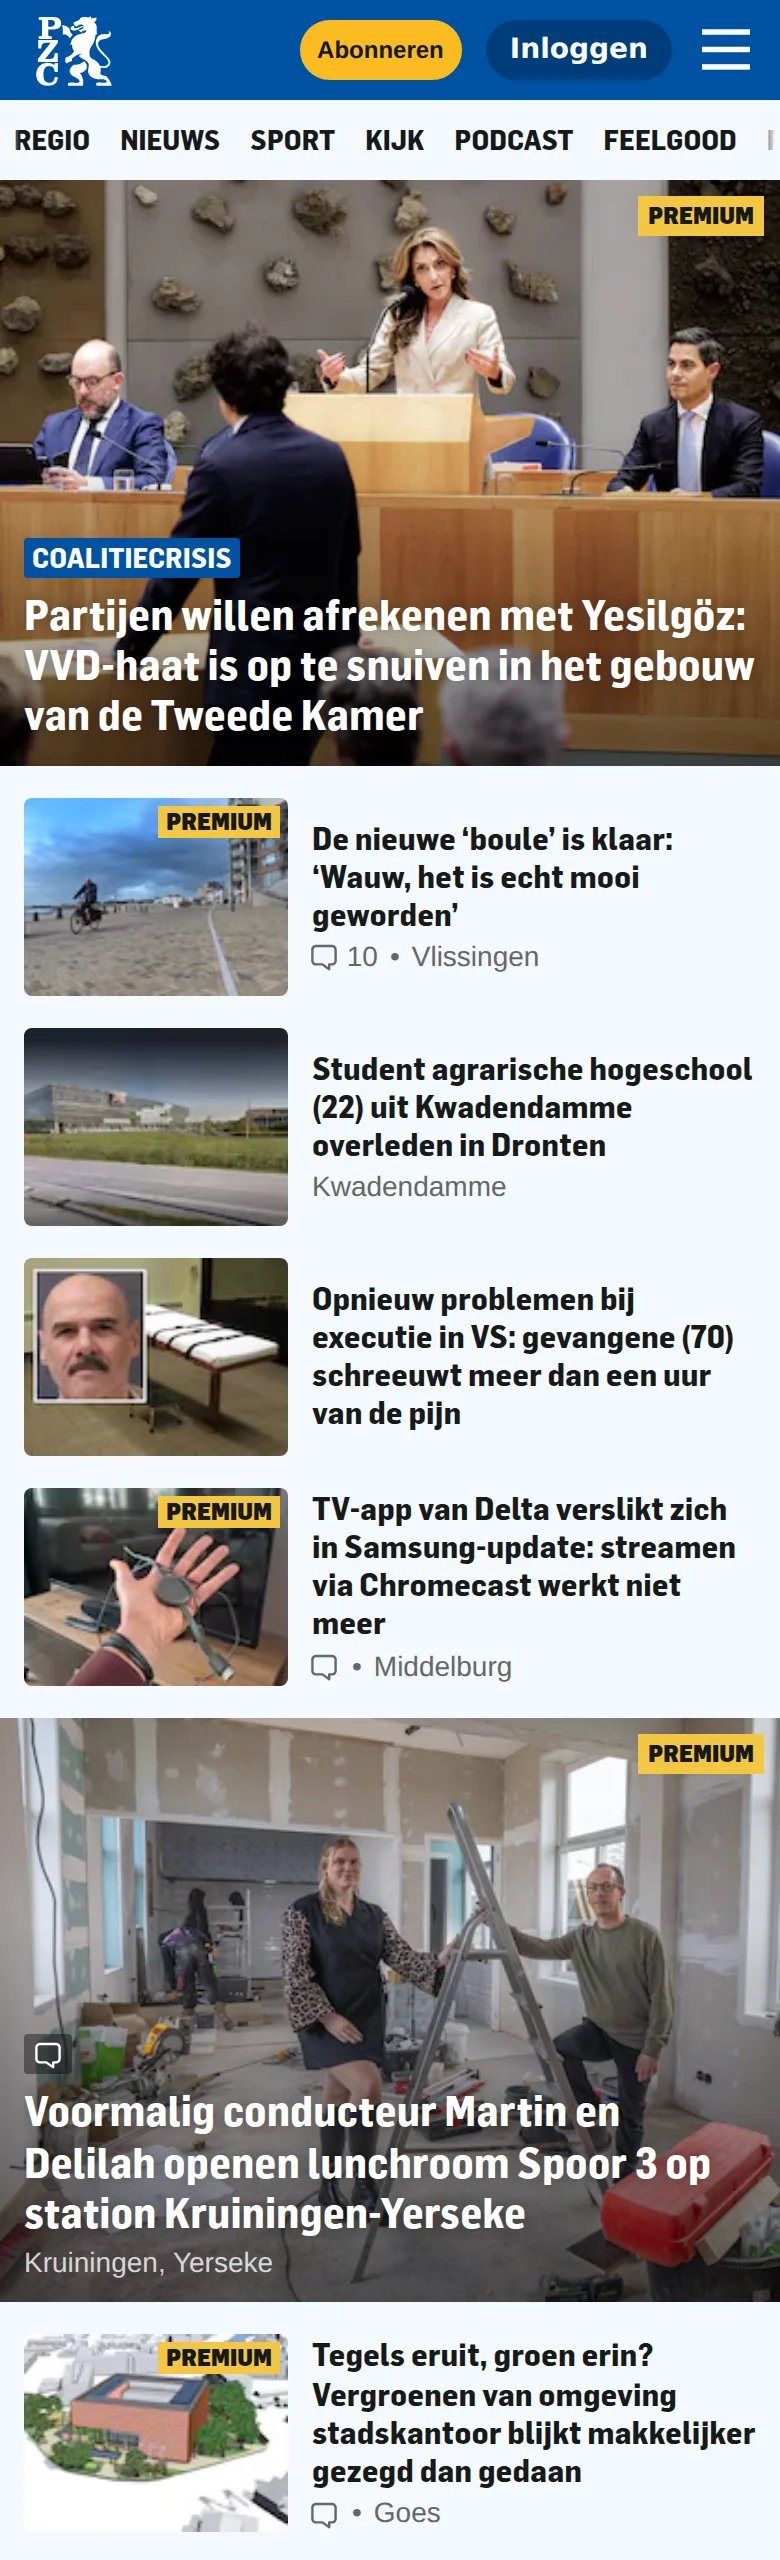 PZC
Abonneren
Inloggen
REGIO NIEUWS SPORT KIJK PODCAST FEELGOOD
PREMIUM
COALITIECRISIS
Partijen willen afrekenen met Yesilgöz:
VVD-haat is op te snuiven in het gebouw
van de Tweede Kamer
PREMIUM
De nieuwe ‘boule’ is klaar:
‘Wauw, het is echt mooi
geworden’
10 • Vlissingen
Student agrarische hogeschool
(22) uit Kwadendamme
overleden in Dronten
Kwadendamme
Opnieuw problemen bij
executie in VS: gevangene (70)
schreeuwt meer dan een uur
van de pijn
PREMIUM
TV-app van Delta verslikt zich
in Samsung-update: streamen
via Chromecast werkt niet
meer
• Middelburg
PREMIUM
Voormalig conducteur Martin en
Delilah openen lunchroom Spoor 3 op
station Kruiningen-Yerseke
Kruiningen, Yerseke
PREMIUM
Tegels eruit, groen erin?
Vergroenen van omgeving
stadskantoor blijkt makkelijker
gezegd dan gedaan
• Goes